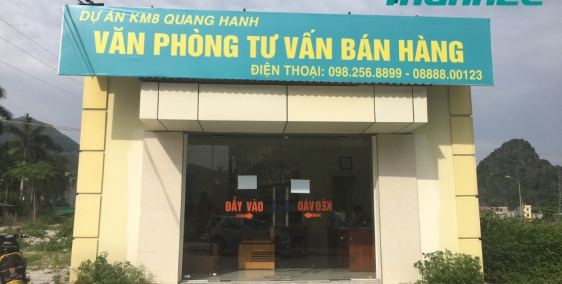 DỰ ÁN KM8 QUANG HANH
VĂN PHÒNG TƯ VẤN BÁN HÀNG
ĐIỆN THOẠI: 098.256.8899 - 08888.00123
ĐẨY VÀO
KÉO VÀO